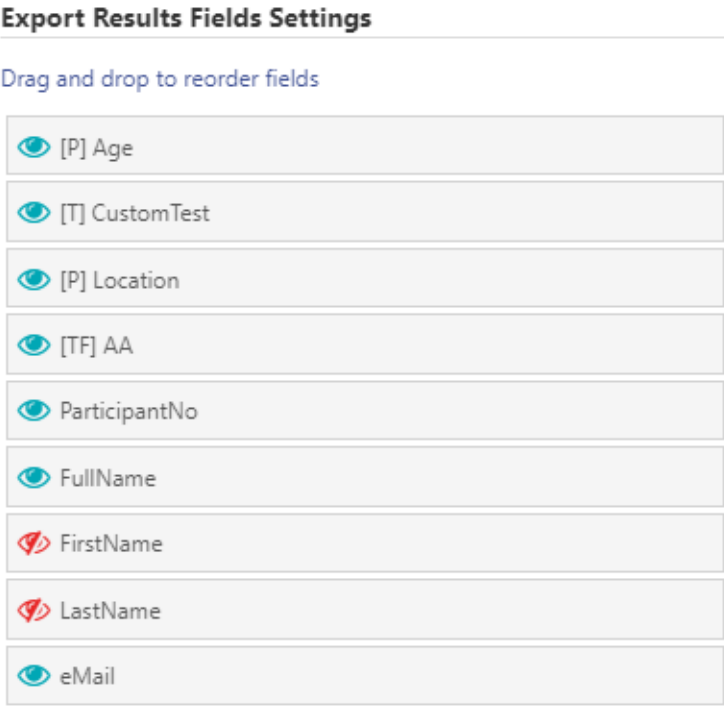 Export Results Fields Settings
Drag and drop to reorder fields
[P] Age
[T] CustomTest
[P] Location
[TF] AA
ParticipantNo
FullName
FirstName
LastName
eMail